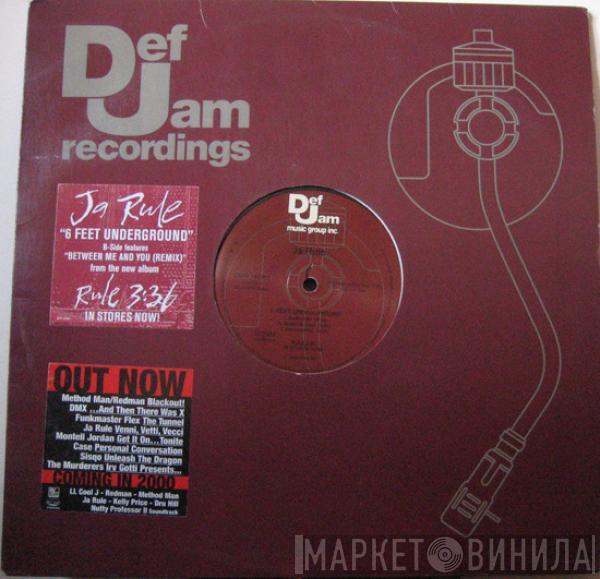 Def
Jam
recordings
Ja Rule
"6 FEET UNDERGROUND"
B-Side features
"BETWEEN ME AND YOU (REMIX)"
from the new album
Rule 3:36
IN STORES NOW!
Def
Jam
music group inc.
Ja Rule
OUT NOW
Method Man/Redman Blackout!
DMX ...And Then There Was X
Funkmaster Flex The Tunnel
Ja Rule Venni, Vetti, Vecci
Montell Jordan Get It On...Tonite
Case Personal Conversation
Sisqo Unleash The Dragon
The Murderers Irv Gotti Presents...
COMING IN 2000
LL Cool J - Redman - Method Man
Ja Rule - Kelly Price - Dru Hill
Nutty Professor II Soundtrack
МАРКЕТ ВИНИЛА